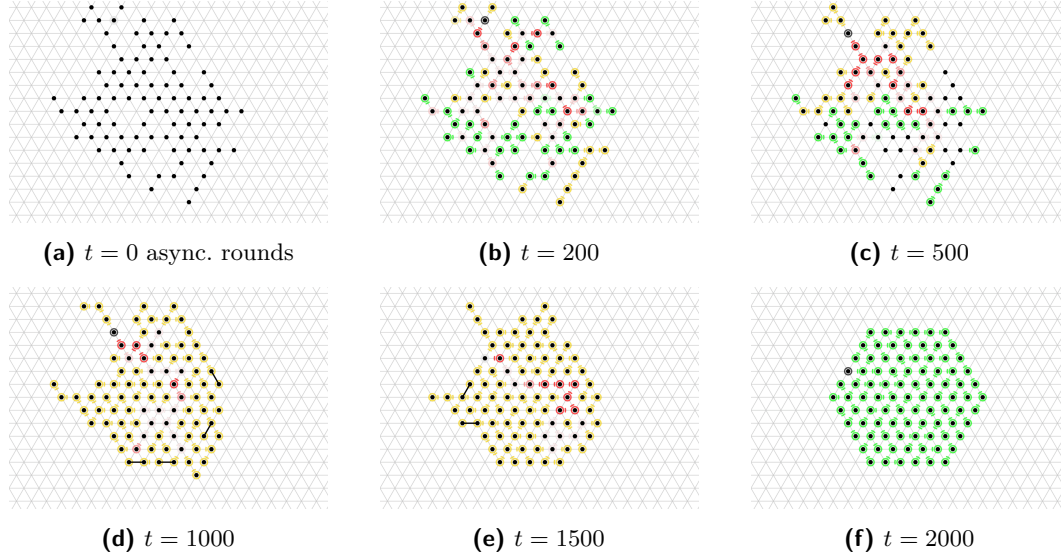 (a) t = 0 async. rounds
(b) t = 200
(c) t = 500
(d) t = 1000
(e) t = 1500
(f) t = 2000